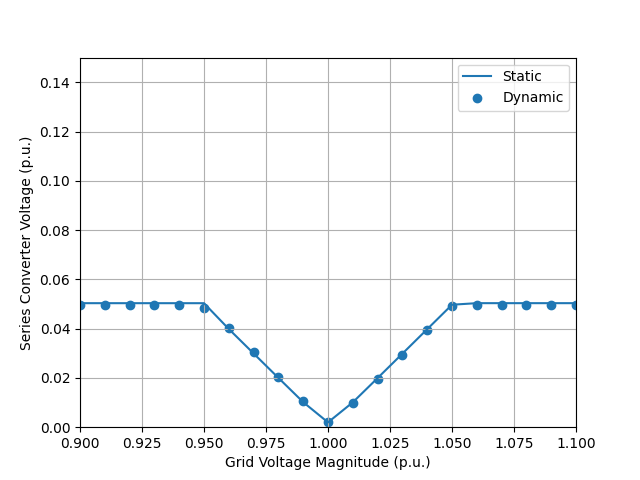 Static
Dynamic
Series Converter Voltage (p.u.)
0.14
0.12
0.10
0.08
0.06
0.04
0.02
0.00
0.900 0.925 0.950 0.975 1.000 1.025 1.050 1.075 1.100
Grid Voltage Magnitude (p.u.)